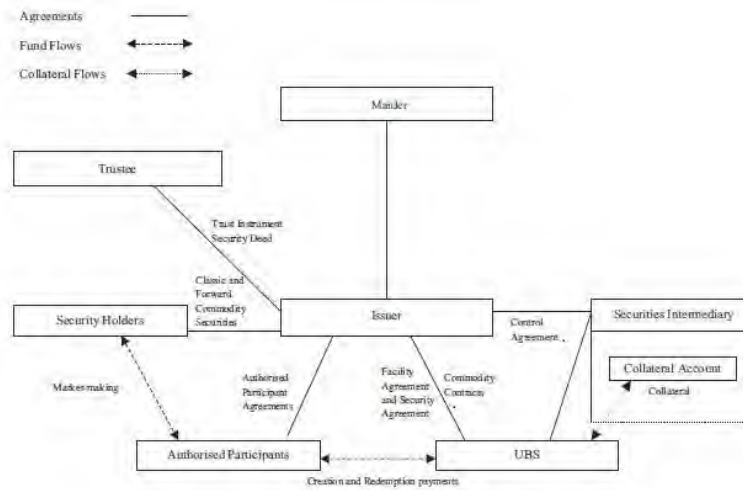 Agreements
Fund Flows
Collateral Flows
Trustee
Trust Instrument
Security Deed
Classic and
Forward
Commodity
Securities
Security Holders
Issuer
Securities Intermediary
Control
Agreement
Collateral Account
Collateral
Market-making
Authorised
Participant
Agreements
Facility
Agreement
and Security
Agreement
Commodity
Contracts
Authorised Participants
UBS
Creation and Redemption payments